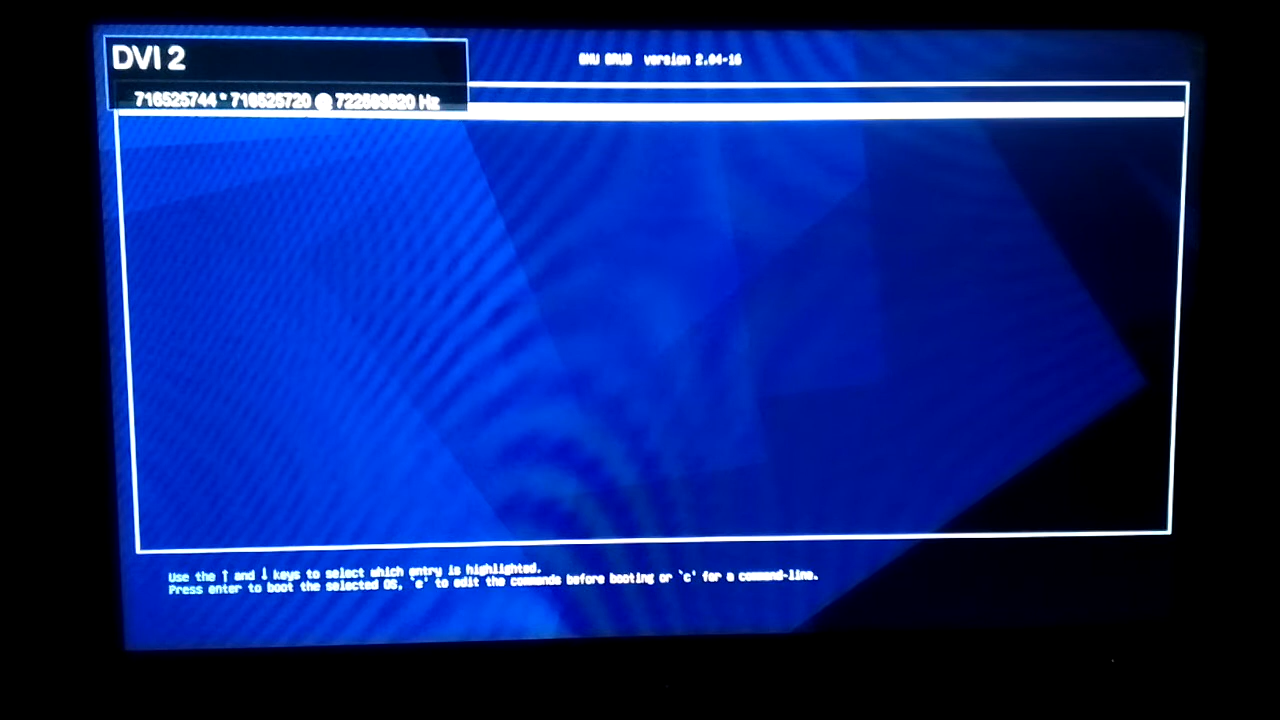 DVI 2
GNU GRUB version 2.04-16
716525744 * 716525720 @ 722593620 Hz
Use the ↑ and ↓ keys to select which entry is highlighted.
Press enter to boot the selected OS, `e' to edit the commands before booting or `c' for a command-line.